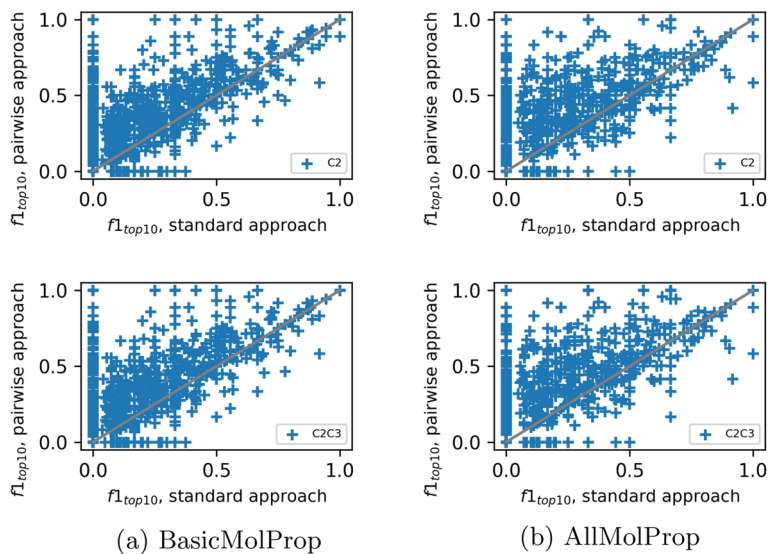 1.0
0.5
0.0
0.0 0.5 1.0
f1top10, pairwise approach
f1top10, standard approach
C2
1.0
0.5
0.0
0.0 0.5 1.0
f1top10, pairwise approach
f1top10, standard approach
C2
1.0
0.5
0.0
0.0 0.5 1.0
f1top10, pairwise approach
f1top10, standard approach
C2C3
1.0
0.5
0.0
0.0 0.5 1.0
f1top10, pairwise approach
f1top10, standard approach
C2C3
(a) BasicMolProp
(b) AllMolProp